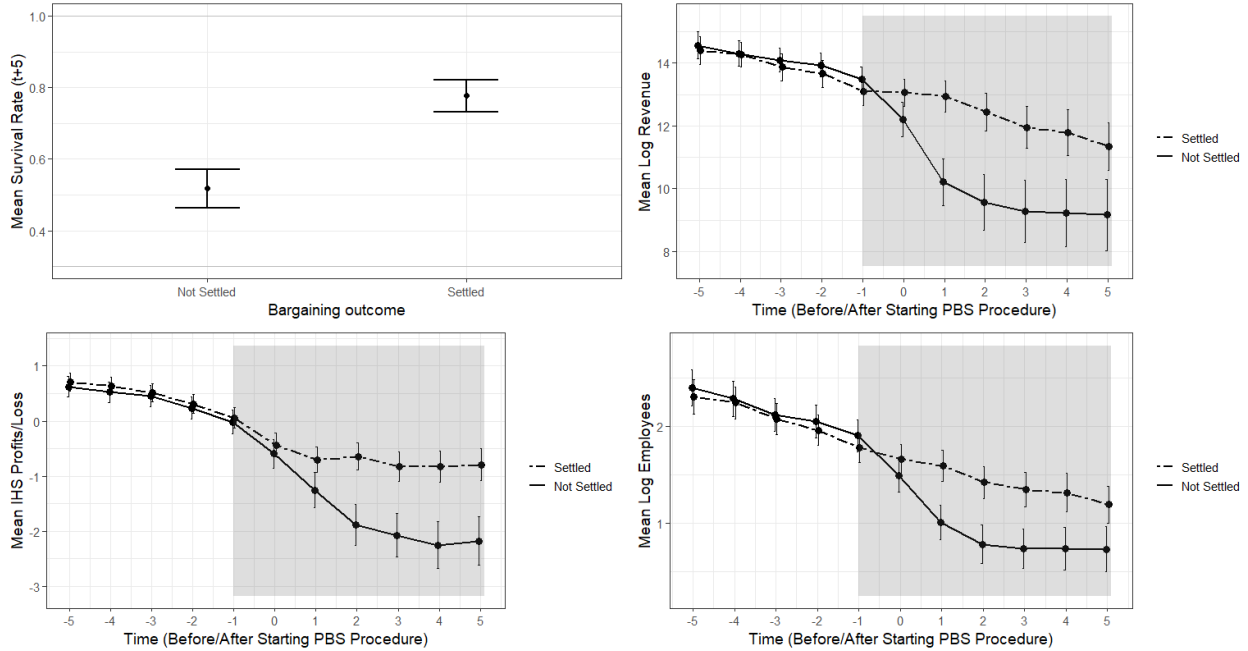 Mean Survival Rate (t+5)
1.0
0.8
0.6
0.4
Not Settled
Settled
Bargaining outcome
Mean Log Revenue
14
12
10
8
-5 -4 -3 -2 -1 0 1 2 3 4 5
Time (Before/After Starting PBS Procedure)
Settled
Not Settled
Mean IHS Profits/Loss
1
0
-1
-2
-3
-5 -4 -3 -2 -1 0 1 2 3 4 5
Time (Before/After Starting PBS Procedure)
Settled
Not Settled
Mean Log Employees
2
1
-5 -4 -3 -2 -1 0 1 2 3 4 5
Time (Before/After Starting PBS Procedure)
Settled
Not Settled